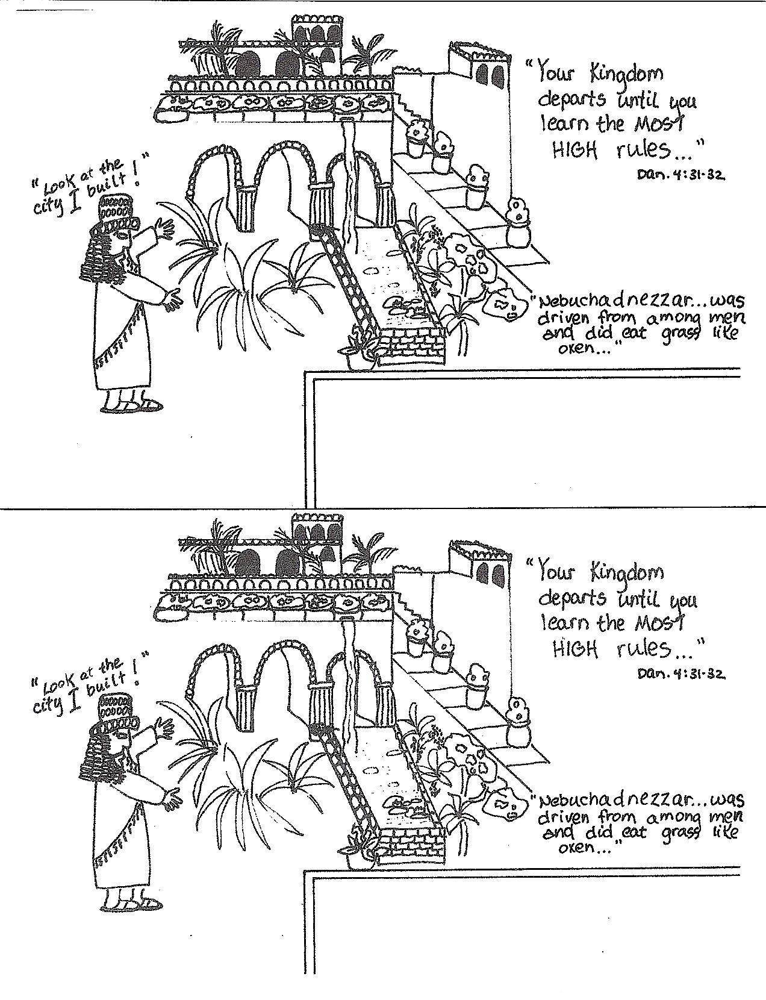 "Your Kingdom
departs until you
learn the MOST
HIGH rules..."
Dan. 4:31-32
"Look at the
city I built!"
"Nebuchadnezzar...was
driven from among men
and did eat grass like
oxen..."
"Your Kingdom
departs until you
learn the MOST
HIGH rules..."
Dan. 4:31-32
"Look at the
city I built!"
"Nebuchadnezzar...was
driven from among men
and did eat grass like
oxen..."